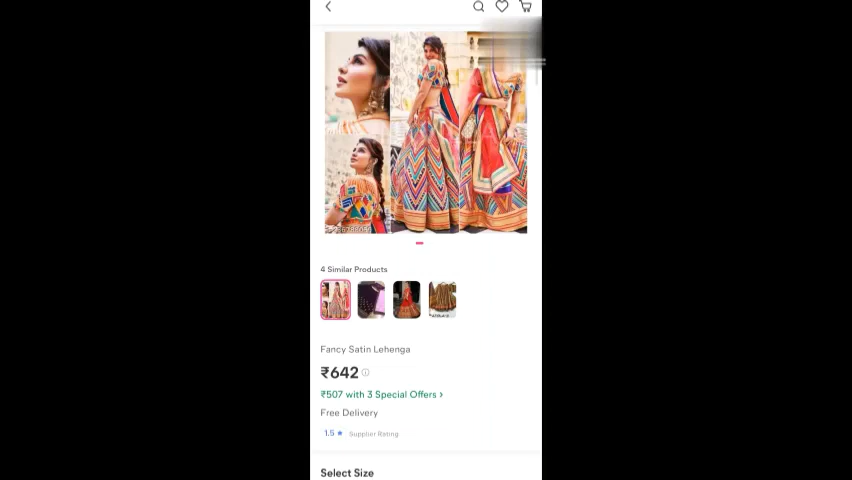 4 Similar Products
Fancy Satin Lehenga
₹642
₹507 with 3 Special Offers ›
Free Delivery
1.5 ★ Supplier Rating
Select Size